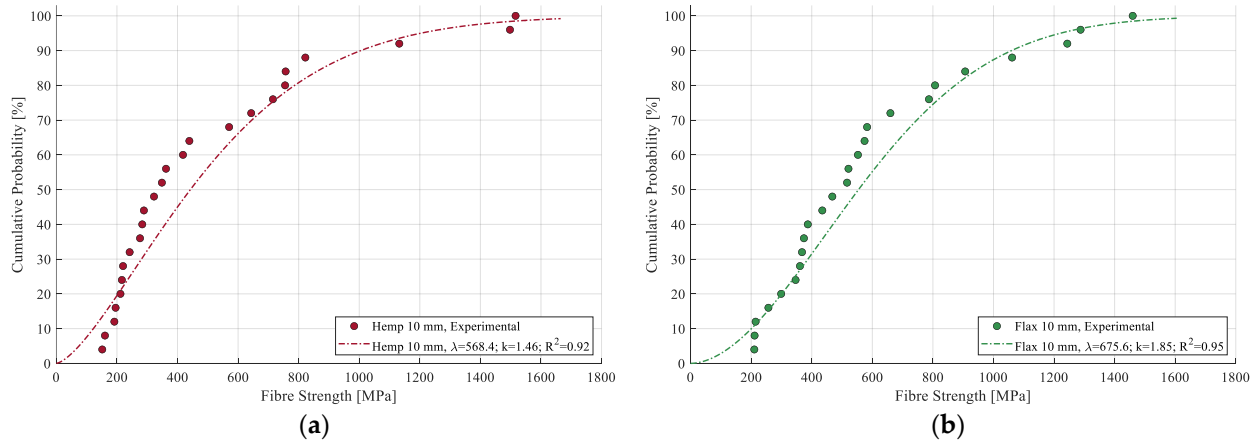 100%
90
80
70
60
50
40
30
20
10
0
Cumulative Probability [%]
0 200 400 600 800 1000 1200 1400 1600 1800
Fibre Strength [MPa]
Hemp 10 mm, Experimental
Hemp 10 mm, λ=568.4; k=1.46; R²=0.92
(a)
100%
90
80
70
60
50
40
30
20
10
0
Cumulative Probability [%]
0 200 400 600 800 1000 1200 1400 1600 1800
Fibre Strength [MPa]
Flax 10 mm, Experimental
Flax 10 mm, λ=675.6; k=1.85; R²=0.95
(b)